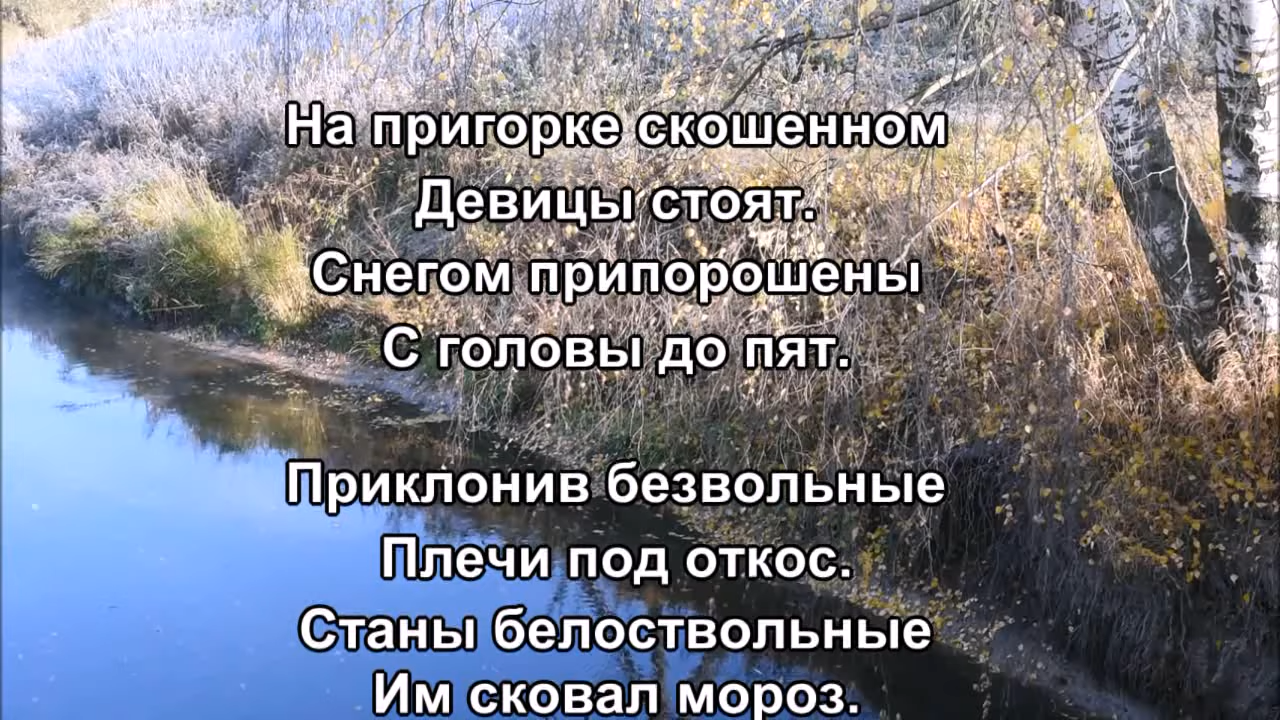 На пригорке скошенном
Девицы стоят.
Снегом припорошены
С головы до пят.
Приклонив безвольные
Плечи под откос.
Станы белоствольные
Им сковал мороз.